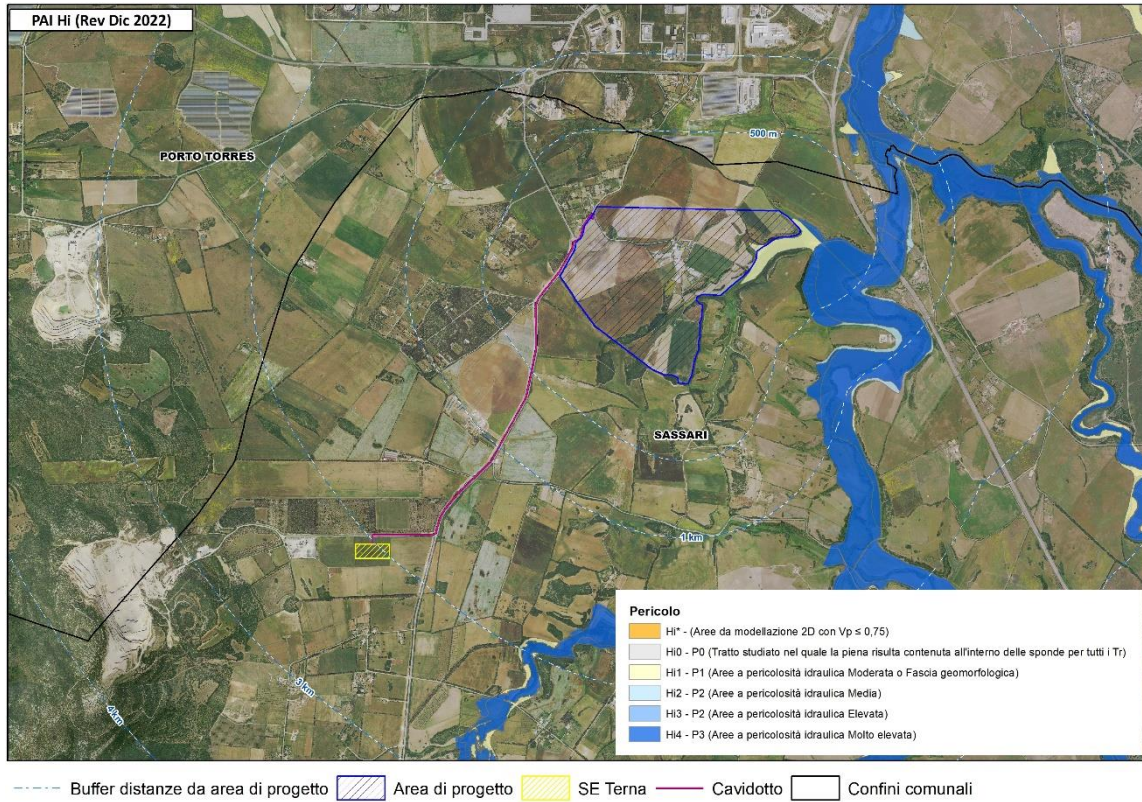 PAI Hi (Rev Dic 2022)
500 m
PORTO TORRES
SASSARI
1 km
3 km
4 km
Pericolo
Hi* - (Aree da modellazione 2D con Vp ≤ 0,75)
Hi0 - P0 (Tratto studiato nel quale la piena risulta contenuta all'interno delle sponde per tutti i Tr)
Hi1 - P1 (Aree a pericolosità idraulica Moderata o Fascia geomorfologica)
Hi2 - P2 (Aree a pericolosità idraulica Media)
Hi3 - P2 (Aree a pericolosità idraulica Elevata)
Hi4 - P3 (Aree a pericolosità idraulica Molto elevata)
Buffer distanze da area di progetto
Area di progetto
SE Terna
Cavidotto
Confini comunali